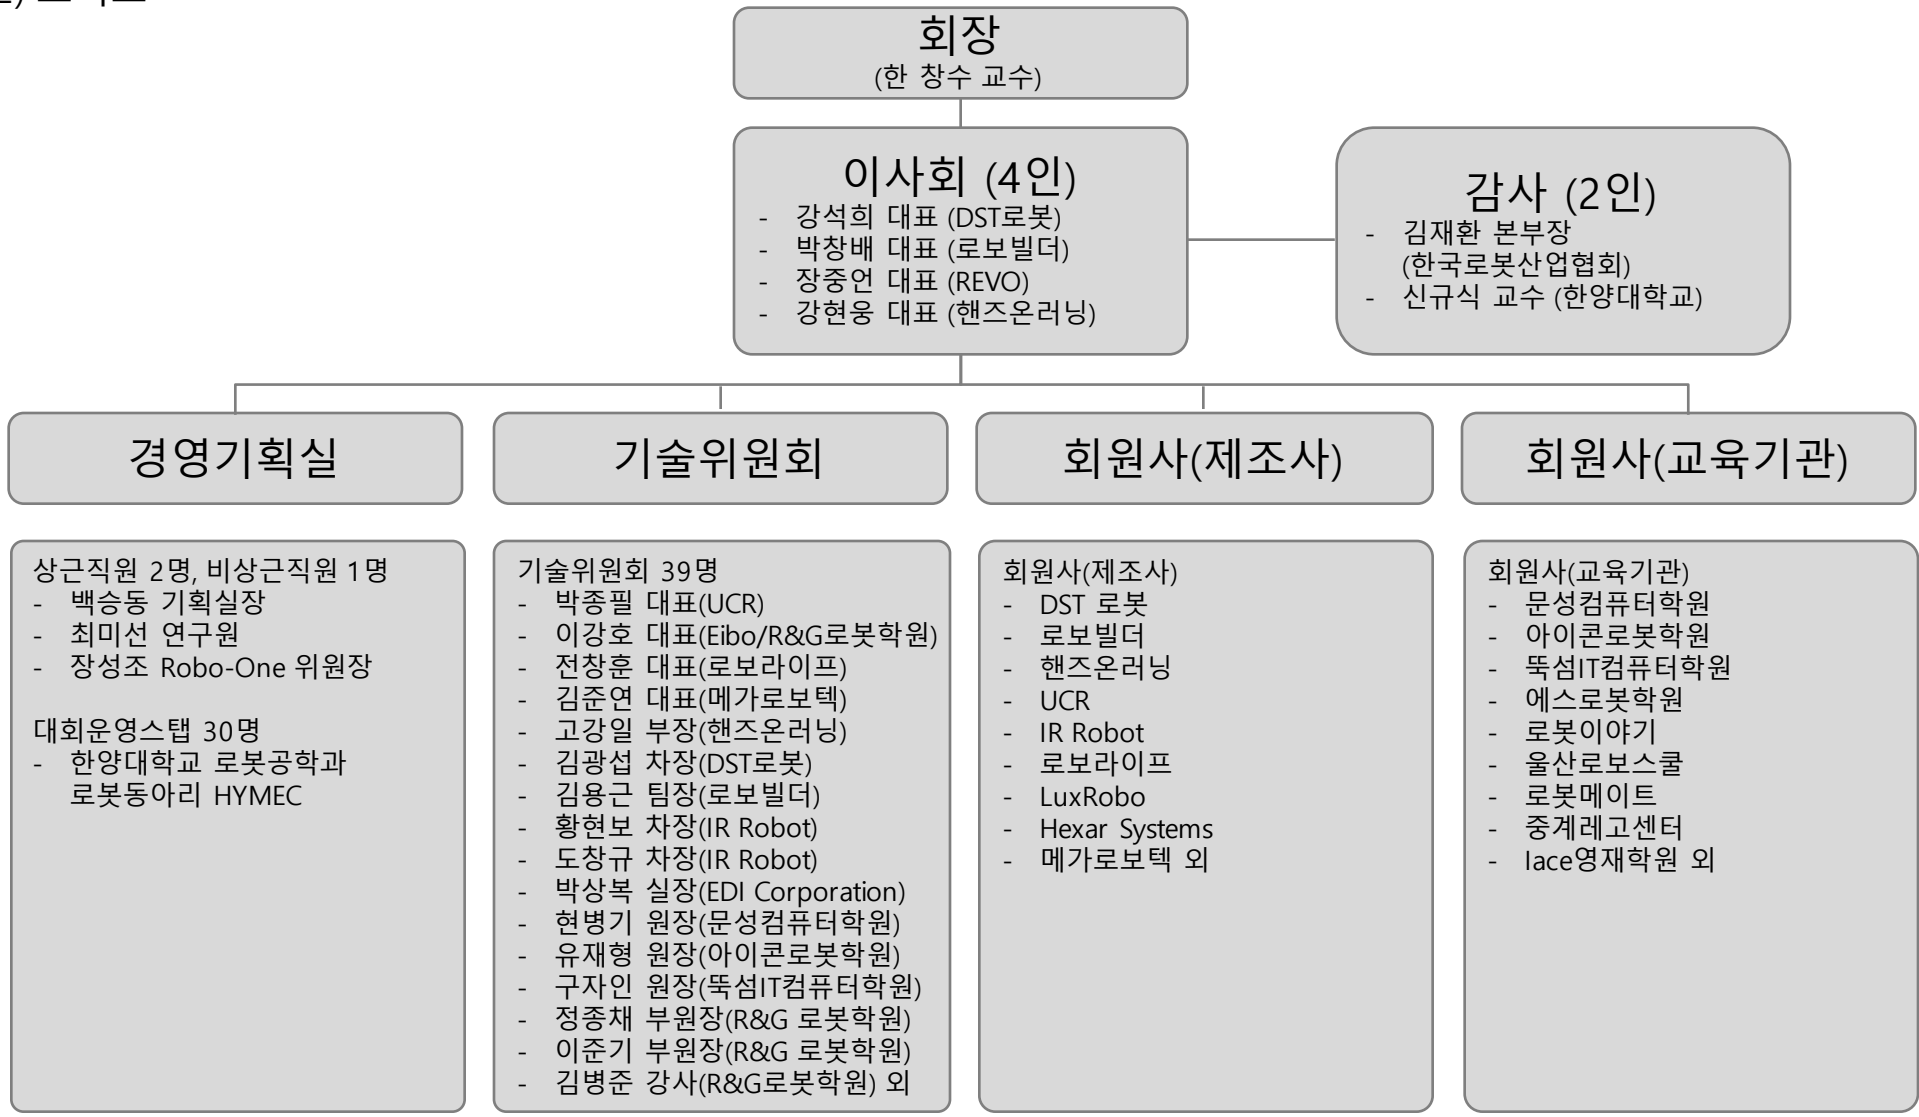 회장
(한 창수 교수)
이사회 (4인)
- 강석희 대표 (DST로봇)
- 박창배 대표 (로보빌더)
- 장중언 대표 (REVO)
- 강현웅 대표 (핸즈온러닝)
감사 (2인)
- 김재환 본부장
(한국로봇산업협회)
- 신규식 교수 (한양대학교)
경영기획실
상근직원 2명, 비상근직원 1명
- 백승동 기획실장
- 최미선 연구원
- 장성조 Robo-One 위원장
대회운영스탭 30명
- 한양대학교 로봇공학과
로봇동아리 HYMEC
기술위원회
기술위원회 39명
- 박종필 대표(UCR)
- 이강호 대표(Eibo/R&G로봇학원)
- 전창훈 대표(로보라이프)
- 김준연 대표(메가로보텍)
- 고강일 부장(핸즈온러닝)
- 김광섭 차장(DST로봇)
- 김용근 팀장(로보빌더)
- 황현보 차장(IR Robot)
- 도창규 차장(IR Robot)
- 박상복 실장(EDI Corporation)
- 현병기 원장(문성컴퓨터학원)
- 유재형 원장(아이콘로봇학원)
- 구자인 원장(뚝섬IT컴퓨터학원)
- 정종채 부원장(R&G 로봇학원)
- 이준기 부원장(R&G 로봇학원)
- 김병준 강사(R&G로봇학원) 외
회원사(제조사)
회원사(제조사)
- DST 로봇
- 로보빌더
- 핸즈온러닝
- UCR
- IR Robot
- 로보라이프
- LuxRobo
- Hexar Systems
- 메가로보텍 외
회원사(교육기관)
회원사(교육기관)
- 문성컴퓨터학원
- 아이콘로봇학원
- 뚝섬IT컴퓨터학원
- 에스로봇학원
- 로봇이야기
- 울산로보스쿨
- 로봇메이트
- 중계레고센터
- Iace영재학원 외